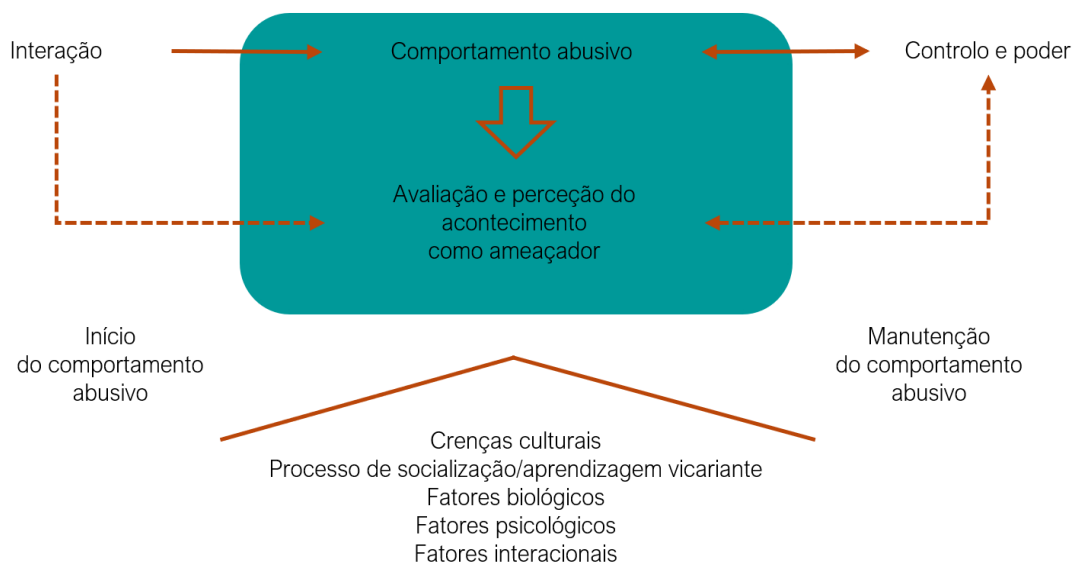 Interação
Comportamento abusivo
Controlo e poder
Avaliação e perceção do
acontecimento
como ameaçador
Início
do comportamento
abusivo
Manutenção
do comportamento
abusivo
Crenças culturais
Processo de socialização/aprendizagem vicariante
Fatores biológicos
Fatores psicológicos
Fatores interacionais